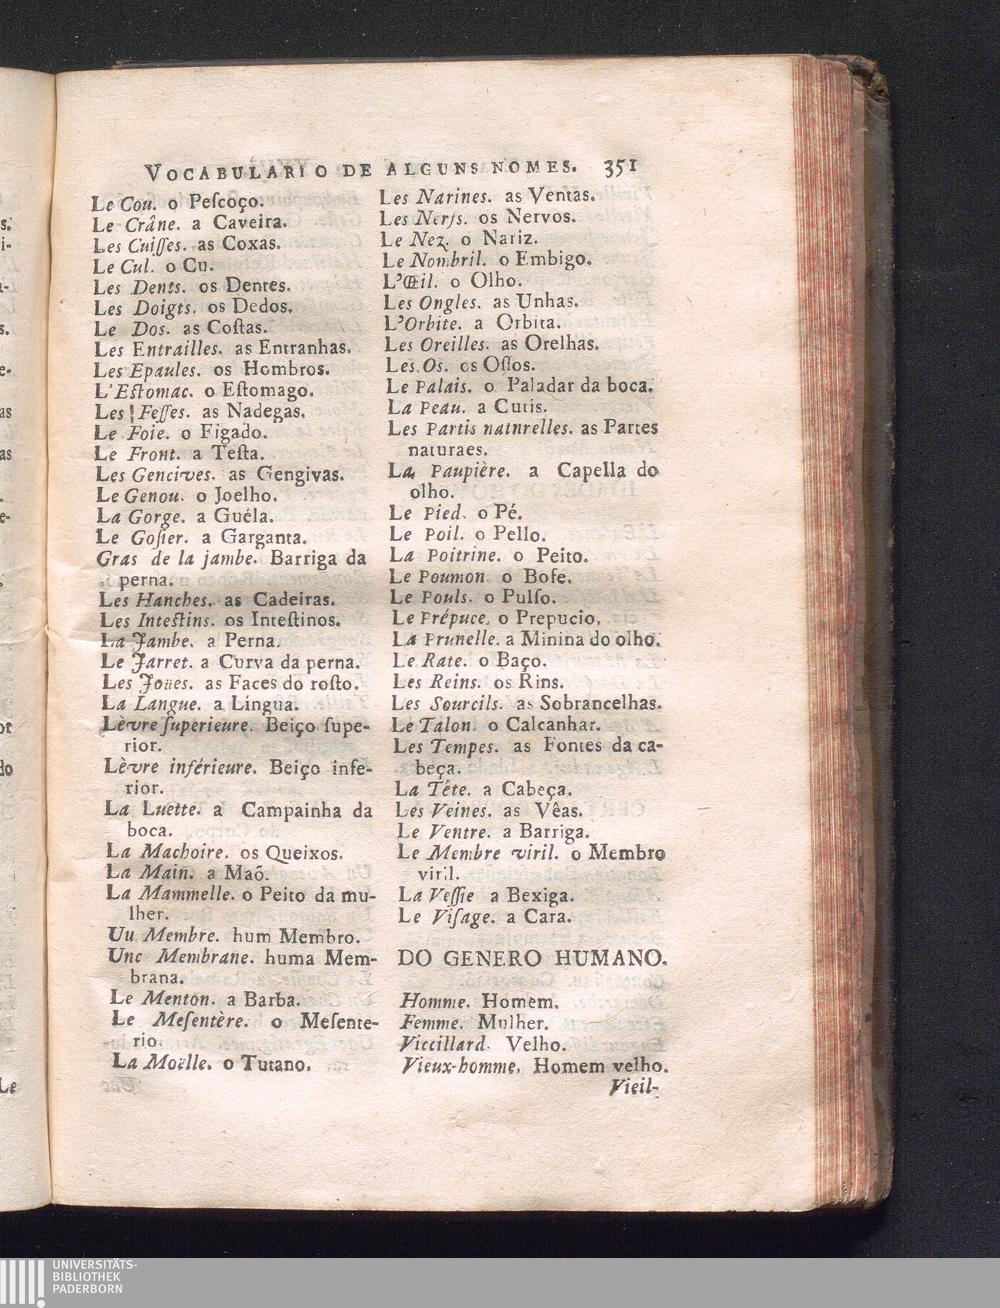 VOCABULARIO DE ALGUNS NOMES. 351
Le Cou. o Peſcoço.
Le Crâne. a Caveira.
Les Cuiſſes. as Coxas.
Le Cul. o Cu.
Les Dents. os Dentes.
Les Doigts. os Dedos.
Le Dos. as Coſtas.
Les Entrailles. as Entranhas.
Les Epaules. os Hombros.
L'Eſtomac. o Eſtomago.
Les Feſſes. as Nadegas.
Le Foie. o Figado.
Le Front. a Teſta.
Les Gencives. as Gengivas.
Le Genou. o Joelho.
La Gorge. a Guéla.
Le Goſier. a Garganta.
Gras de la jambe. Barriga da
perna.
Les Hanches. as Cadeiras.
Les Inteſtins. os Inteſtinos.
La Jambe. a Perna.
Le Jarret. a Curva da perna.
Les Joües. as Faces do roſto.
La Langue. a Língua.
Lèvre ſuperieure. Beiço ſupe-
rior.
Lèvre inférieure. Beiço infe-
rior.
La Luette. a Campainha da
boca.
La Machoire. os Queixos.
La Main. a Maõ.
La Mammelle. o Peito da mu-
lher.
Uu Membre. hum Membro.
Unc Membrane. huma Mem-
brana.
Le Menton. a Barba.
Le Meſentère. o Meſente-
rio.
La Moëlle. o Tutano.
Les Narines. as Ventas.
Les Nerfs. os Nervos.
Le Nez. o Nariz.
Le Nombril. o Embigo.
L'Œil. o Olho.
Les Ongles. as Unhas.
L'Orbite. a Orbita.
Les Oreilles. as Orelhas.
Les Os. os Oſſos.
Le Palais. o Paladar da boca.
La Peau. a Cutis.
Les Partis natnrelles. as Partes
naturaes.
La Paupière. a Capella do
olho.
Le Pied. o Pé.
Le Poil. o Pello.
La Poitrine. o Peito.
Le Poumon. o Bofe.
Le Pouls. o Pulſo.
Le Prépuce. o Prepucio.
La Prunelle. a Minina do olho.
Le Rate. o Baço.
Les Reins. os Rins.
Les Sourcils. as Sobrancelhas.
Le Talon. o Calcanhar.
Les Tempes. as Fontes da ca-
beça.
La Tête. a Cabeça.
Les Veines. as Vêas.
Le Ventre. a Barriga.
Le Membre viril. o Membro
viril.
La Veſſie a Bexiga.
Le Viſage. a Cara.
DO GENERO HUMANO.
Homme. Homem.
Femme. Mulher.
Viccillard. Velho.
Vieux-homme. Homem velho.
Vieil-
UNIVERSITÄTS-
BIBLIOTHEK
PADERBORN